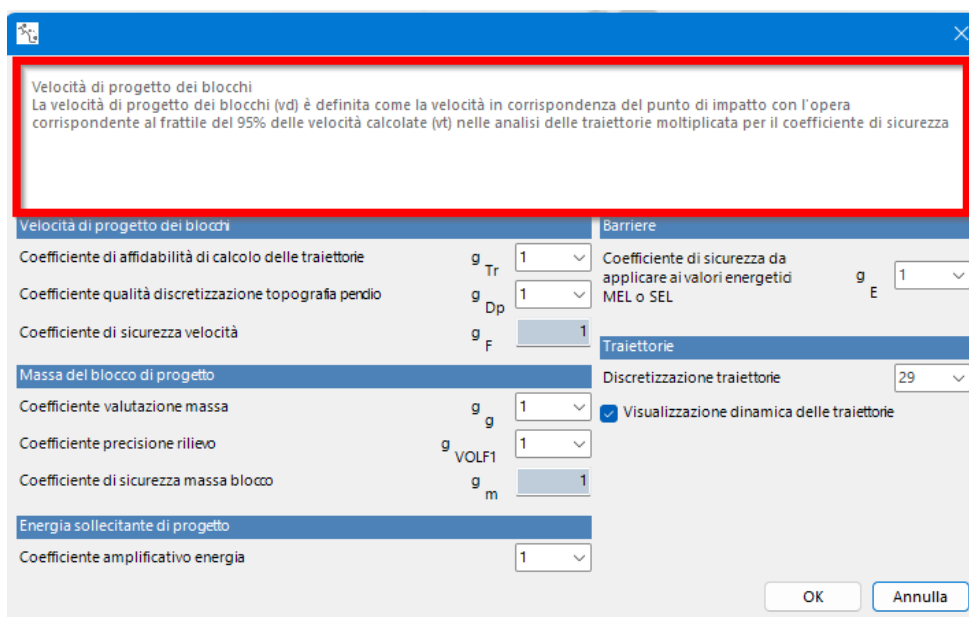 Velocità di progetto dei blocchi
La velocità di progetto dei blocchi (vd) è definita come la velocità in corrispondenza del punto di impatto con l'opera
corrispondente al frattile del 95% delle velocità calcolate (vt) nelle analisi delle traiettorie moltiplicata per il coefficiente di sicurezza
Velocità di progetto dei blocchi
Coefficiente di affidabilità di calcolo delle traiettorie g Tr 1
Coefficiente qualità discretizzazione topografia pendio g Dp 1
Coefficiente di sicurezza velocità g F 1
Massa del blocco di progetto
Coefficiente valutazione massa g g 1
Coefficiente precisione rilievo g VOLF1 1
Coefficiente di sicurezza massa blocco g m 1
Energia sollecitante di progetto
Coefficiente amplificativo energia 1
Barriere
Coefficiente di sicurezza da
applicare ai valori energetici g E 1
MEL o SEL
Traiettorie
Discretizzazione traiettorie 29
Visualizzazione dinamica delle traiettorie
OK Annulla